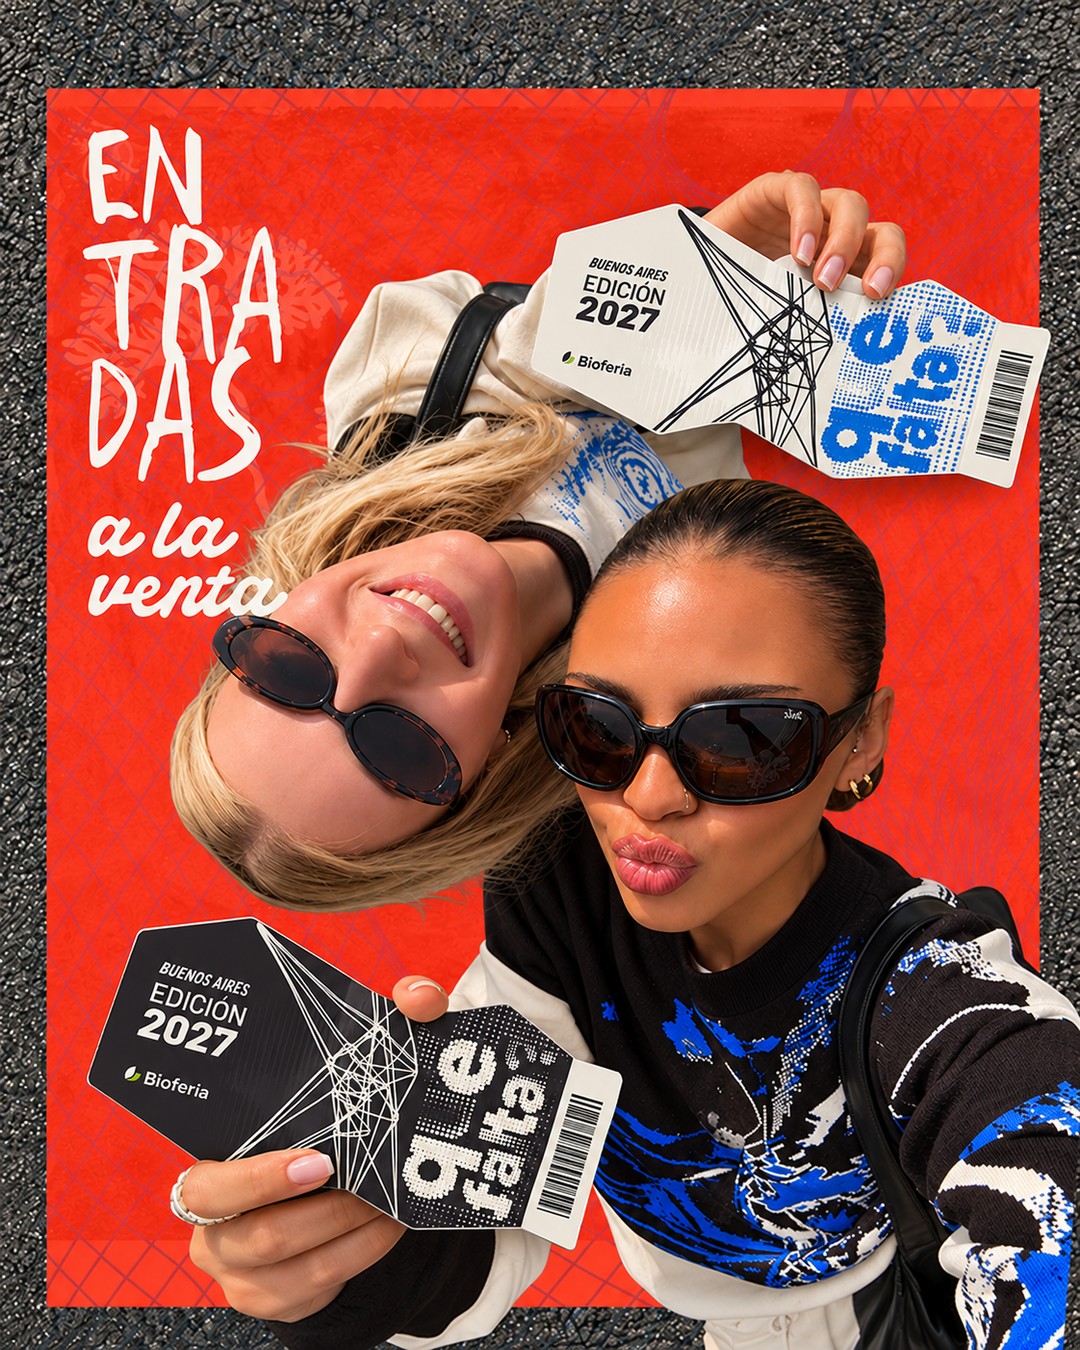 EN
TRA
DAS
a la
venta
BUENOS AIRES
EDICIÓN
2027
Bioferia
que
falta?
BUENOS AIRES
EDICIÓN
2027
Bioferia
que
falta?